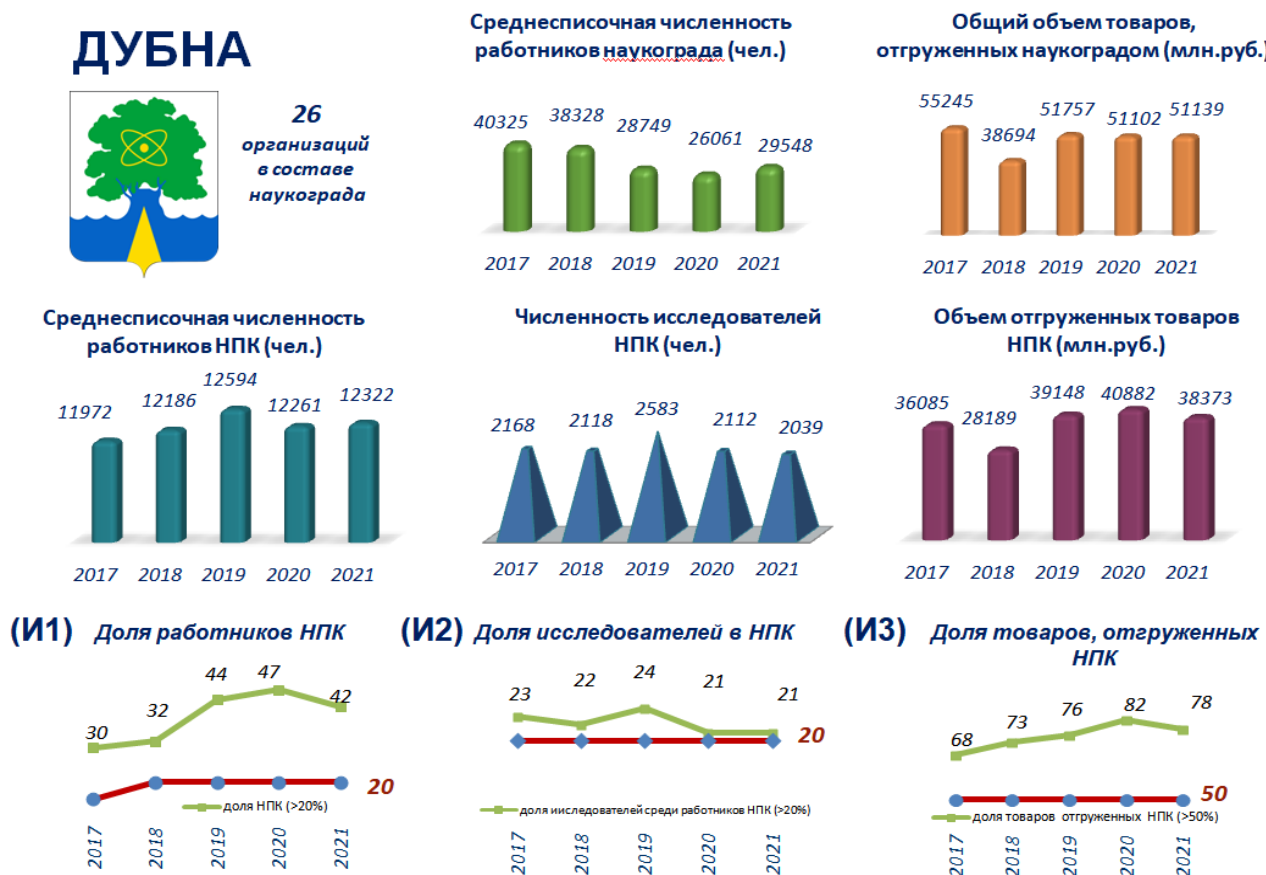 ДУБНА
26
организаций
в составе
наукограда
Среднесписочная численность
работников наукограда (чел.)
40325 38328 28749 26061 29548
2017 2018 2019 2020 2021
Общий объем товаров,
отгруженных наукоградом (млн.руб.)
55245 38694 51757 51102 51139
2017 2018 2019 2020 2021
Среднесписочная численность
работников НПК (чел.)
11972 12186 12594 12261 12322
2017 2018 2019 2020 2021
Численность исследователей
НПК (чел.)
2168 2118 2583 2112 2039
2017 2018 2019 2020 2021
Объем отгруженных товаров
НПК (млн.руб.)
36085 28189 39148 40882 38373
2017 2018 2019 2020 2021
(И1) Доля работников НПК
30 32 44 47 42
20
доля НПК (>20%)
2017 2018 2019 2020 2021
(И2) Доля исследователей в НПК
23 22 24 21 21
20
доля иисследователей среди работников НПК (>20%)
2017 2018 2019 2020 2021
(И3) Доля товаров, отгруженных
НПК
68 73 76 82 78
50
доля товаров отгруженных НПК (>50%)
2017 2018 2019 2020 2021